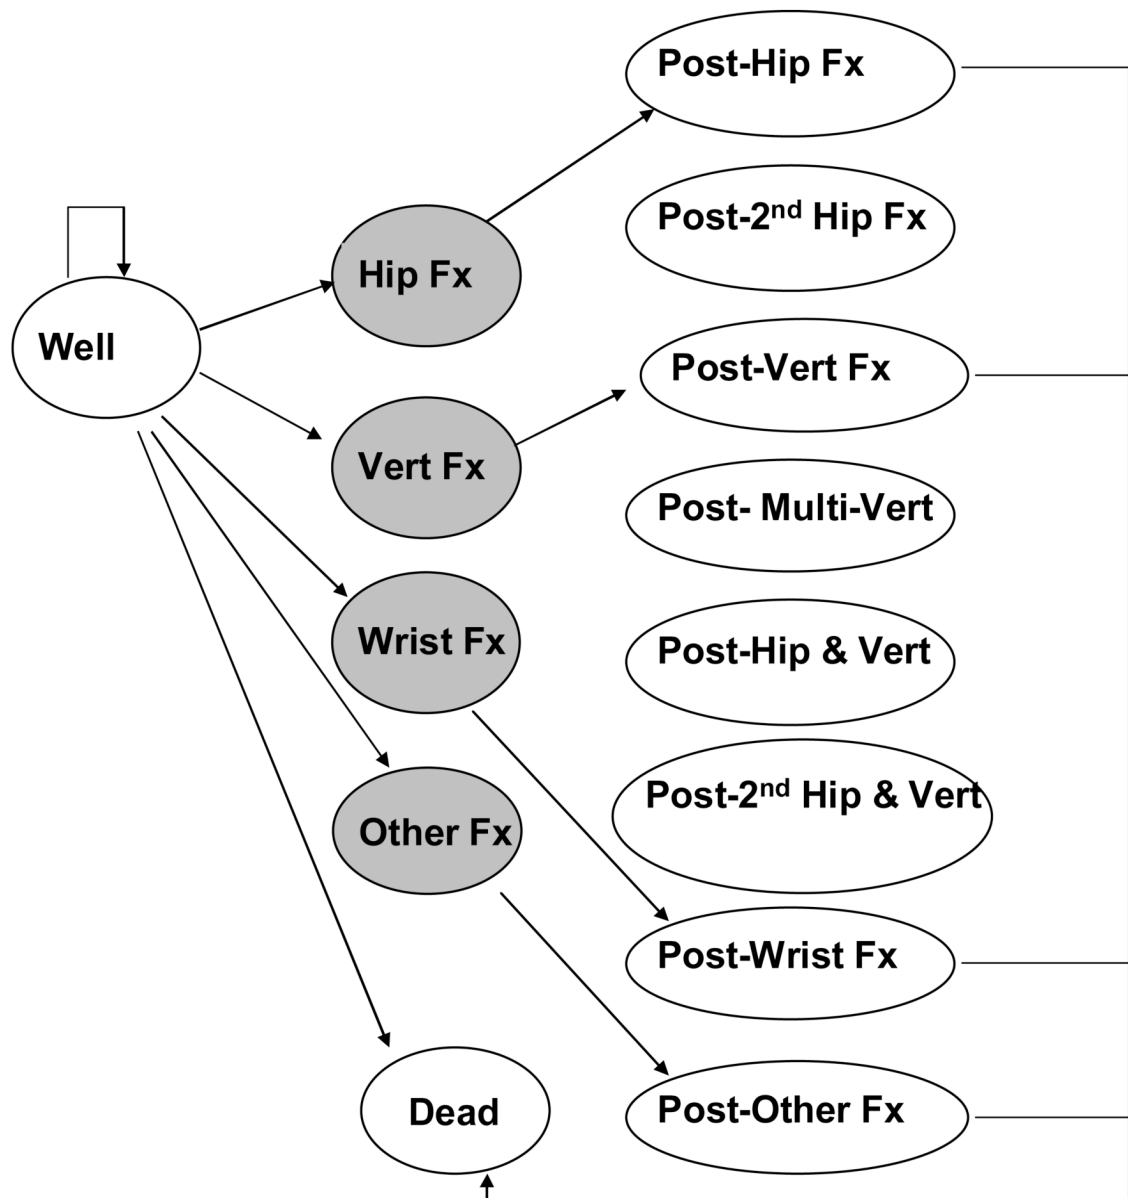 Well
Hip Fx
Vert Fx
Wrist Fx
Other Fx
Dead
Post-Hip Fx
Post-2nd Hip Fx
Post-Vert Fx
Post- Multi-Vert
Post-Hip & Vert
Post-2nd Hip & Vert
Post-Wrist Fx
Post-Other Fx